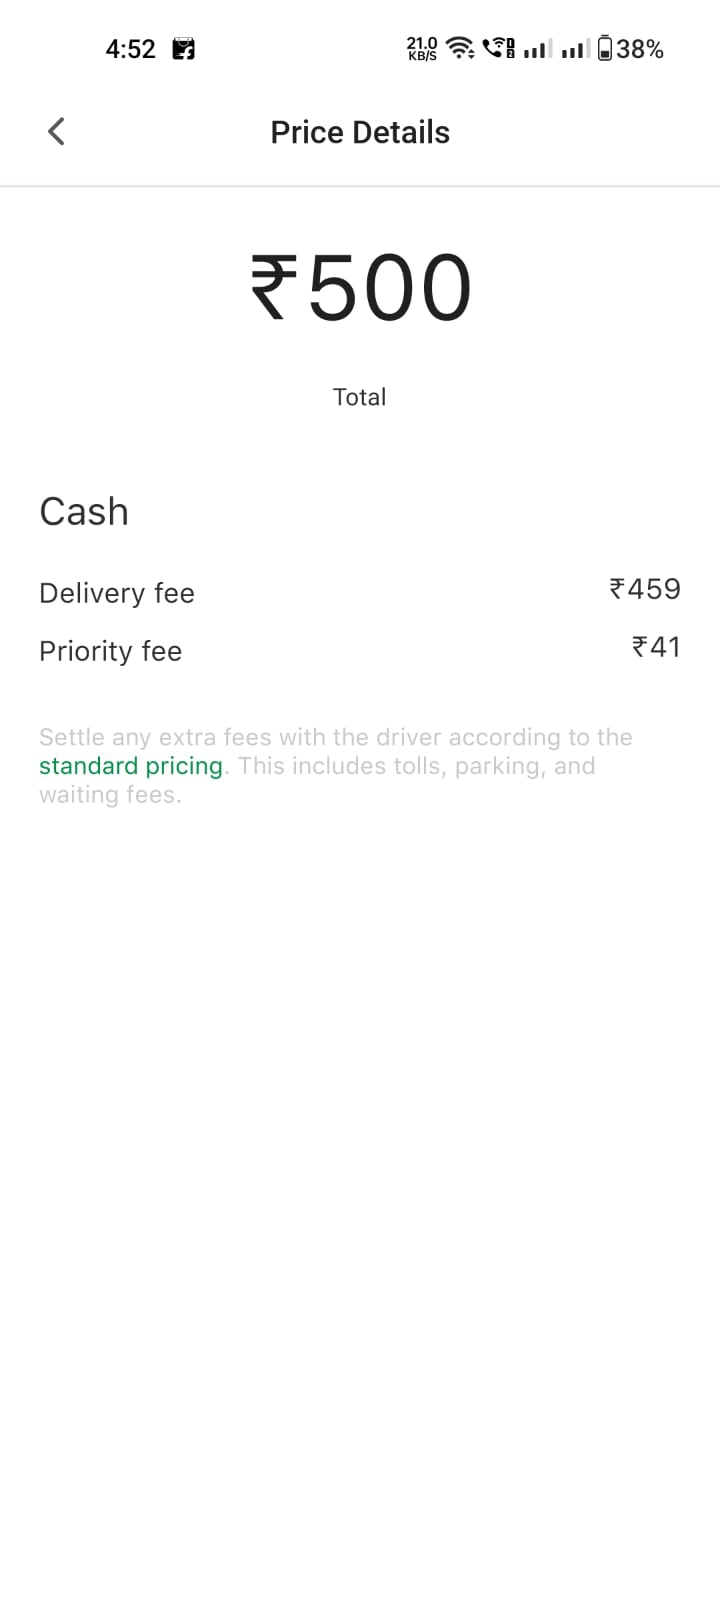 4:52 21.0 KB/S 38%
Price Details
₹500
Total
Cash
Delivery fee ₹459
Priority fee ₹41
Settle any extra fees with the driver according to the
standard pricing. This includes tolls, parking, and
waiting fees.